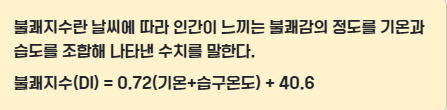 불쾌지수란 날씨에 따라 인간이 느끼는 불쾌감의 정도를 기온과
습도를 조합해 나타낸 수치를 말한다.
불쾌지수(DI) = 0.72(기온+습구온도) + 40.6